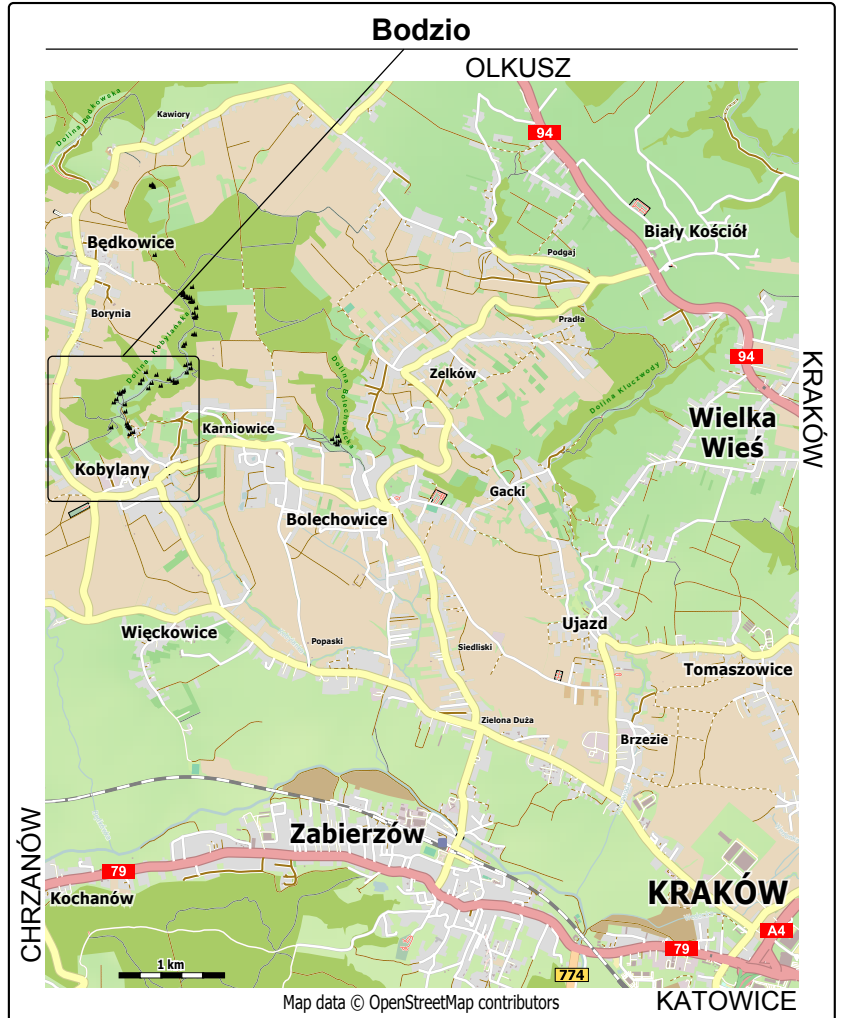 Bodzio
OLKUSZ
Dolina Będkowska
Kawiory
94
Będkowice
Biały Kościół
Podgaj
Borynia
Pradła
Dolina Kobylańska
94
Zelków
Dolina Bolechowicka
Dolina Kluczwody
KRAKÓW
Wielka
Wieś
Karniowice
Kobylany
Gacki
Bolechowice
Więckowice
Ujazd
Popaski
Siedliski
Tomaszowice
Zielona Duża
Brzezie
Zabierzów
CHRZANÓW
79
Kochanów
KRAKÓW
A4
79
1 km
774
Map data © OpenStreetMap contributors
KATOWICE